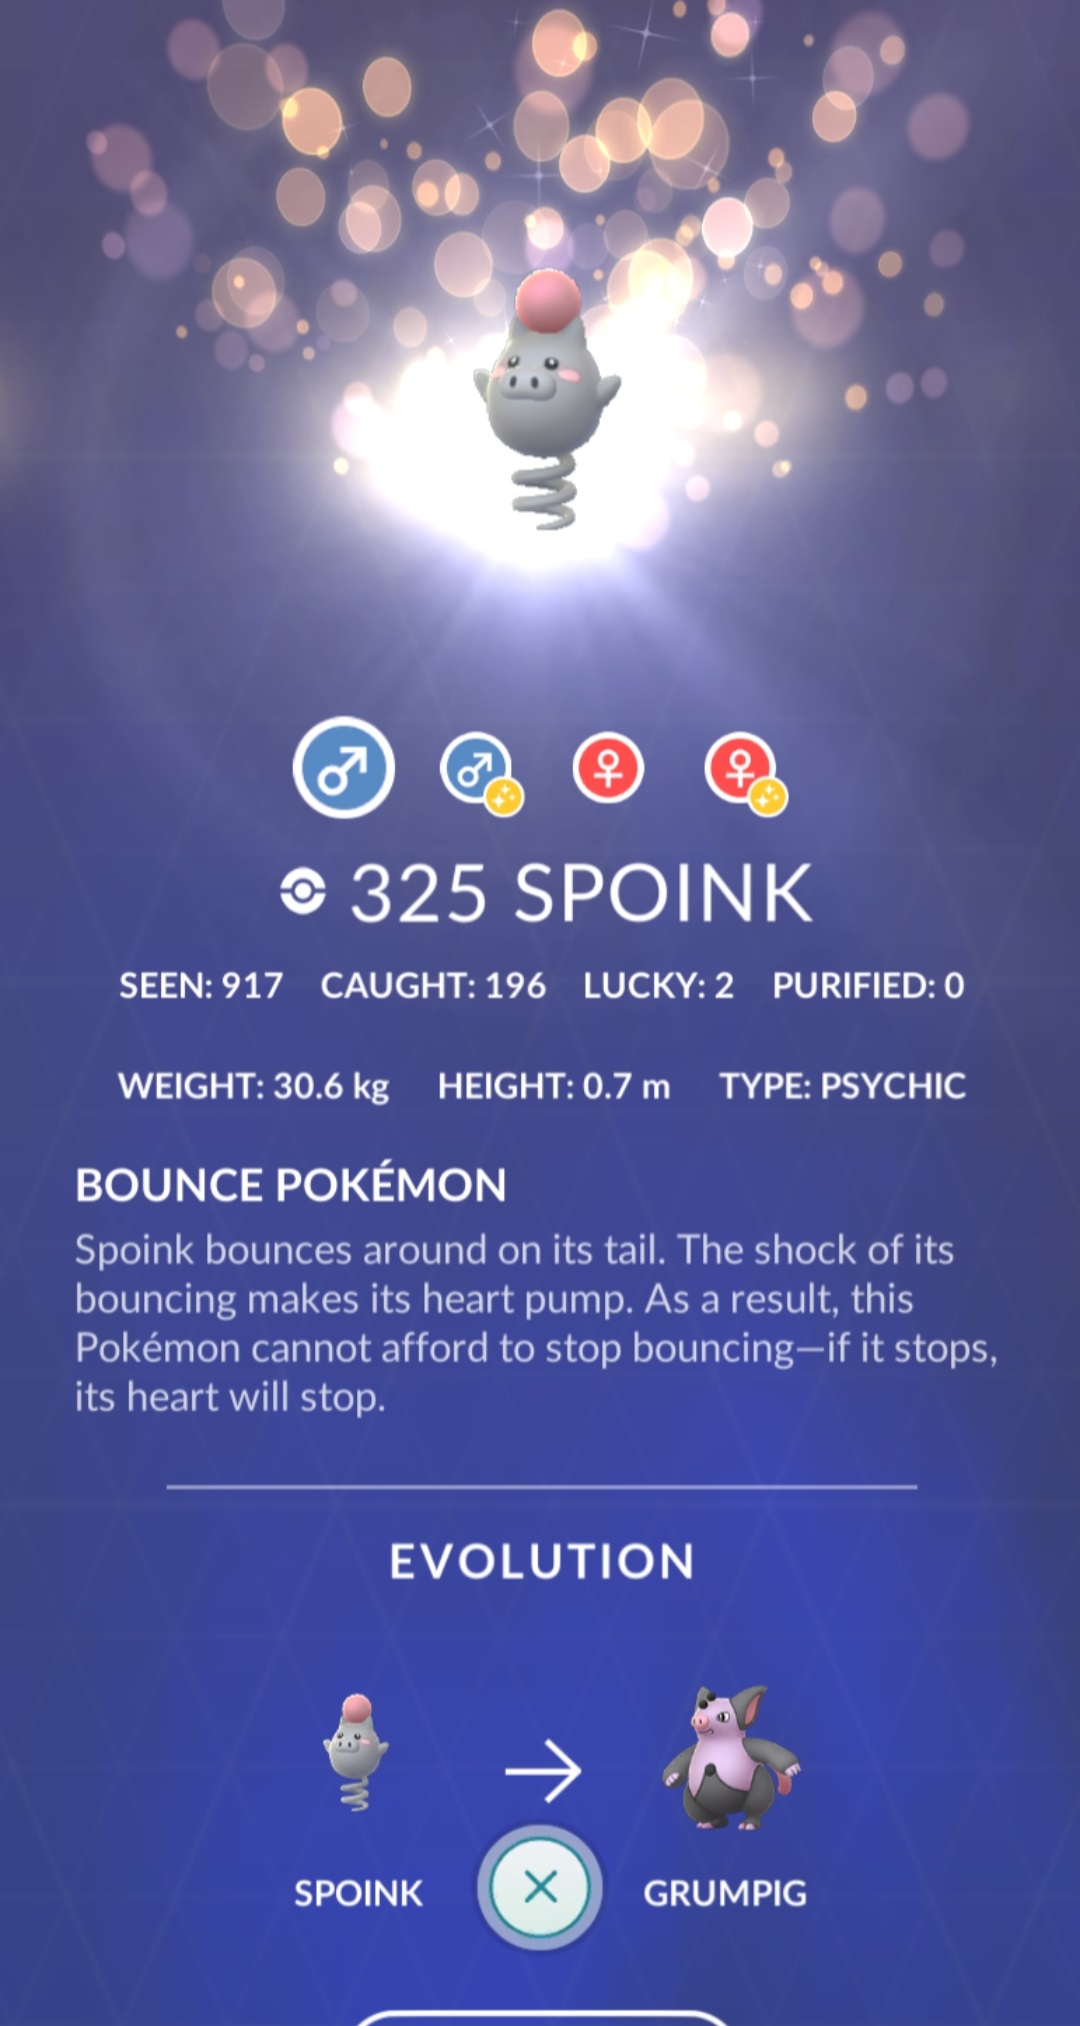 325 SPOINK
SEEN: 917 CAUGHT: 196 LUCKY: 2 PURIFIED: 0
WEIGHT: 30.6 kg HEIGHT: 0.7 m TYPE: PSYCHIC
BOUNCE POKÉMON
Spoink bounces around on its tail. The shock of its
bouncing makes its heart pump. As a result, this
Pokémon cannot afford to stop bouncing—if it stops,
its heart will stop.
EVOLUTION
SPOINK GRUMPIG